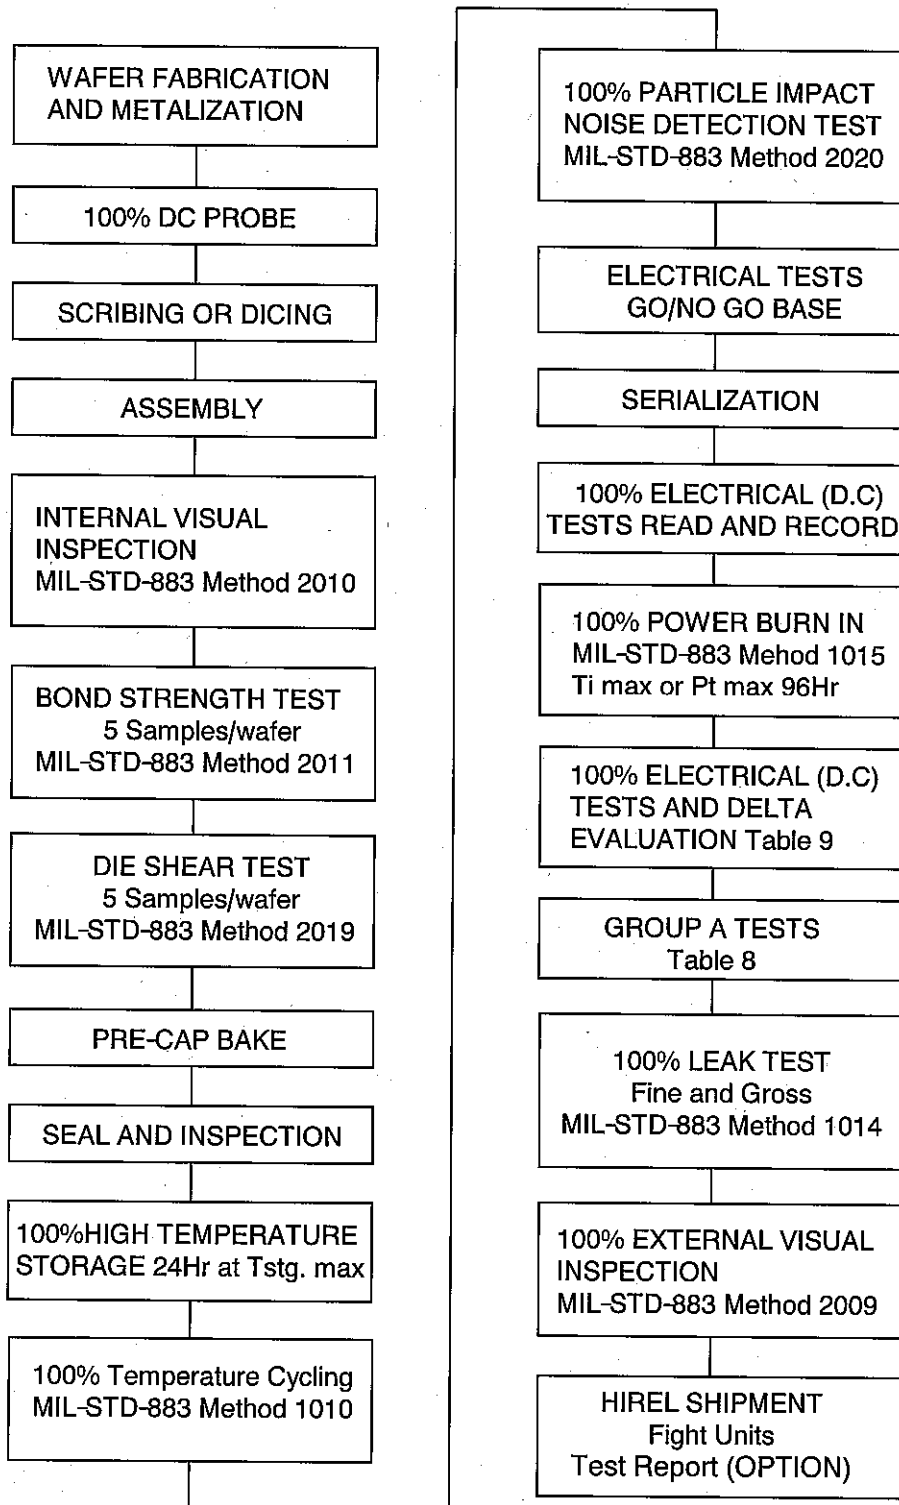 WAFER FABRICATION
AND METALIZATION
100% DC PROBE
SCRIBING OR DICING
ASSEMBLY
INTERNAL VISUAL
INSPECTION
MIL-STD-883 Method 2010
BOND STRENGTH TEST
5 Samples/wafer
MIL-STD-883 Method 2011
DIE SHEAR TEST
5 Samples/wafer
MIL-STD-883 Method 2019
PRE-CAP BAKE
SEAL AND INSPECTION
100%HIGH TEMPERATURE
STORAGE 24Hr at Tstg. max
100% Temperature Cycling
MIL-STD-883 Method 1010
100% PARTICLE IMPACT
NOISE DETECTION TEST
MIL-STD-883 Method 2020
ELECTRICAL TESTS
GO/NO GO BASE
SERIALIZATION
100% ELECTRICAL (D.C)
TESTS READ AND RECORD
100% POWER BURN IN
MIL-STD-883 Mehod 1015
Ti max or Pt max 96Hr
100% ELECTRICAL (D.C)
TESTS AND DELTA
EVALUATION Table 9
GROUP A TESTS
Table 8
100% LEAK TEST
Fine and Gross
MIL-STD-883 Method 1014
100% EXTERNAL VISUAL
INSPECTION
MIL-STD-883 Method 2009
HIREL SHIPMENT
Fight Units
Test Report (OPTION)